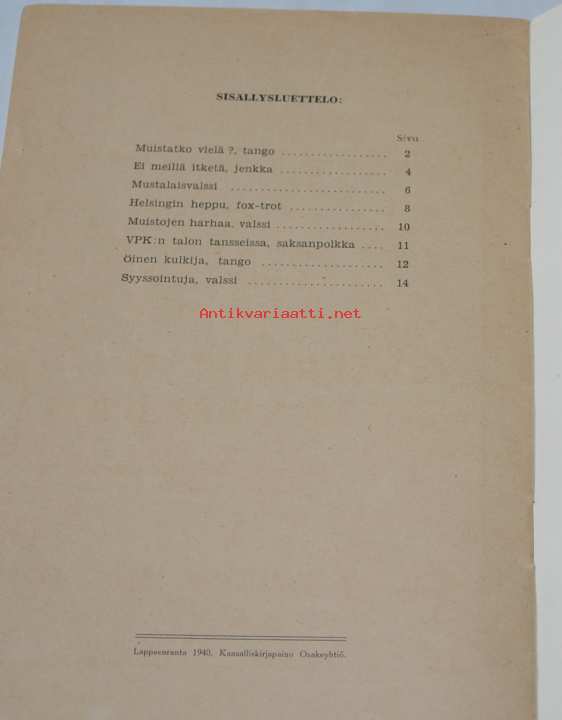 SISÄLLYSLUETTELO:
Sivu
Muistatko vielä ?, tango .................. 2
Ei meillä itketä, jenkka .................. 4
Mustalaisvalssi .......................... 6
Helsingin heppu, fox-trot ................ 8
Muistojen harhaa, valssi .................. 10
VPK:n talon tansseissa, saksanpolkka .... 11
Öinen kulkija, tango ..................... 12
Syyssointuja, valssi ....................... 14
Antikvariaatti.net
Lappeenranta 1940, Kansalliskirjapaino Osakeyhtiö.